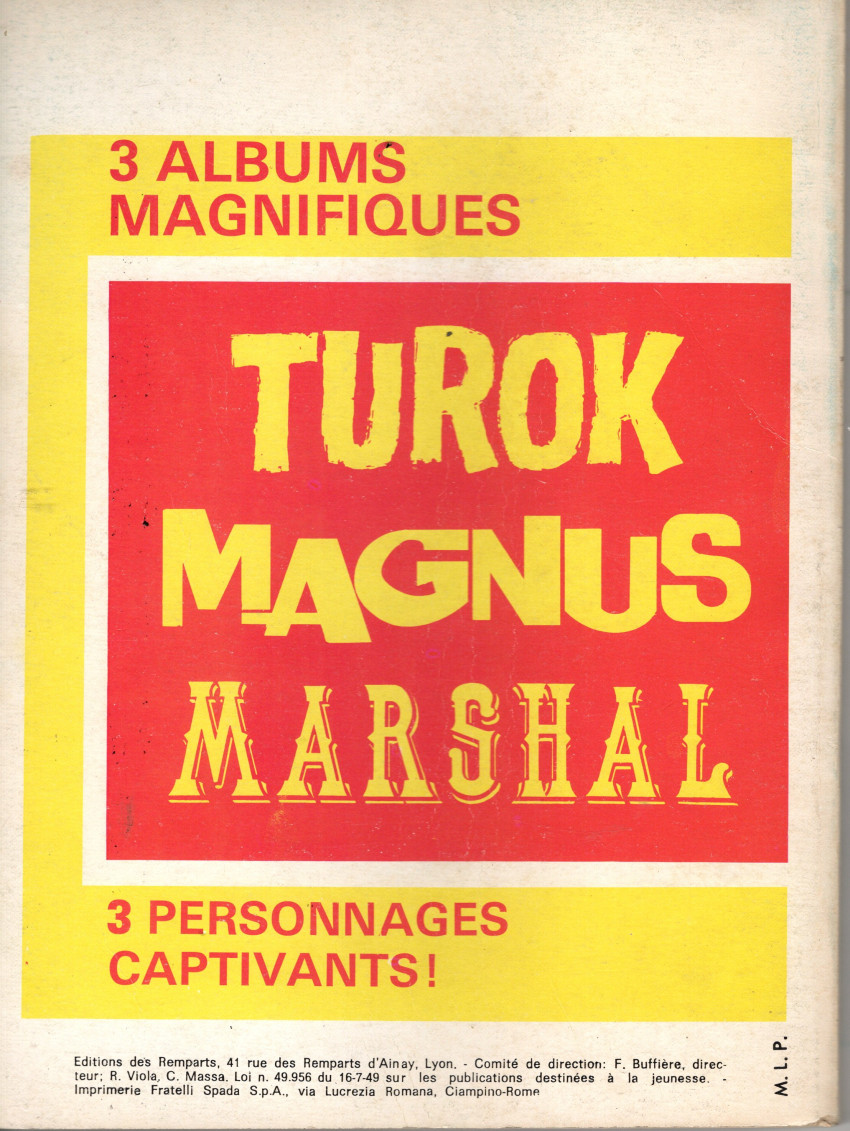 3 ALBUMS
MAGNIFIQUES
TUROK
MAGNUS
MARSHAL
3 PERSONNAGES
CAPTIVANTS!
Editions des Remparts, 41 rue des Remparts d'Ainay, Lyon. - Comité de direction: F. Buffière, direc-
teur; R. Viola, C. Massa. Loi n. 49.956 du 16-7-49 sur les publications destinées à la jeunesse. -
Imprimerie Fratelli Spada S.p.A., via Lucrezia Romana, Ciampino-Rome
M. L. P.